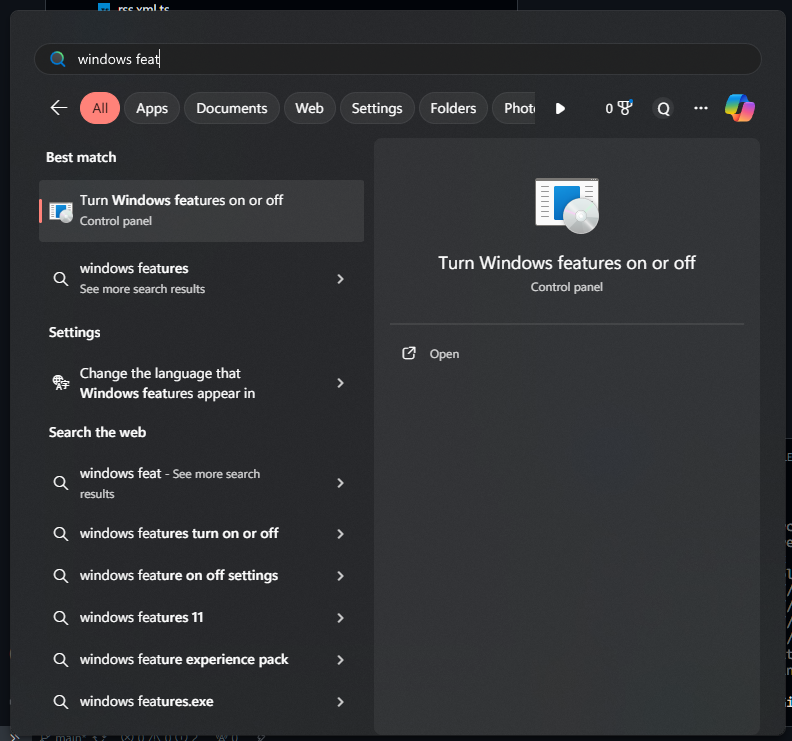 rss.xml.ts
windows feat
All
Apps
Documents
Web
Settings
Folders
Phot
0
Q
Best match
Turn Windows features on or off
Control panel
windows features
See more search results
Settings
Change the language that
Windows features appear in
Search the web
windows feat - See more search
results
windows features turn on or off
windows feature on off settings
windows features 11
windows feature experience pack
windows features.exe
Turn Windows features on or off
Control panel
Open
main*